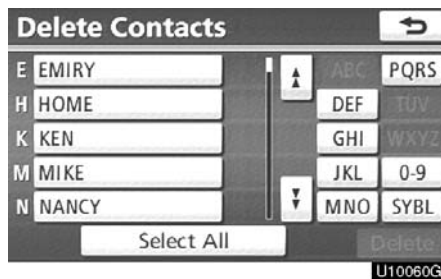 Delete Contacts
E EMIRY ABC PQRS
H HOME DEF TUV
K KEN GHI WXYZ
M MIKE JKL 0-9
N NANCY MNO SYBL
Select All Delete
U10060G